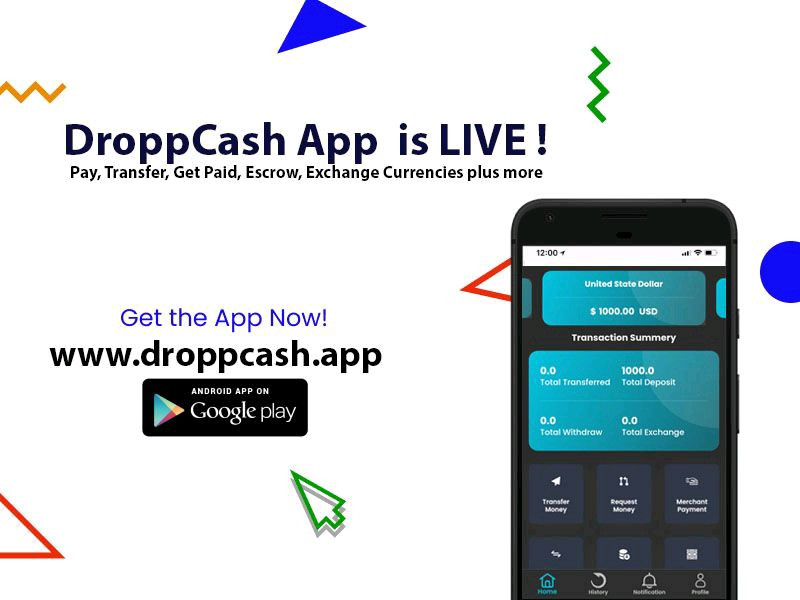 DroppCash App is LIVE !
Pay, Transfer, Get Paid, Escrow, Exchange Currencies plus more
Get the App Now!
www.droppcash.app
ANDROID APP ON
Google play
12:00
United State Dollar
$ 1000.00 USD
Transaction Summery
0.0 1000.0
Total Transferred Total Deposit
0.0 0.0
Total Withdraw Total Exchange
Transfer Request Merchant
Money Money Payment
Home History Notification Profile